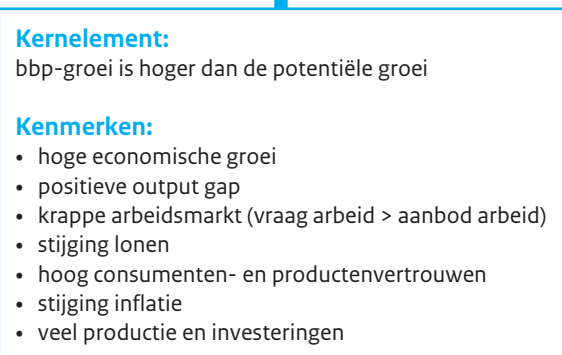 Kernelement:
bbp-groei is hoger dan de potentiële groei
Kenmerken:
• hoge economische groei
• positieve output gap
• krappe arbeidsmarkt (vraag arbeid > aanbod arbeid)
• stijging lonen
• hoog consumenten- en productenvertrouwen
• stijging inflatie
• veel productie en investeringen